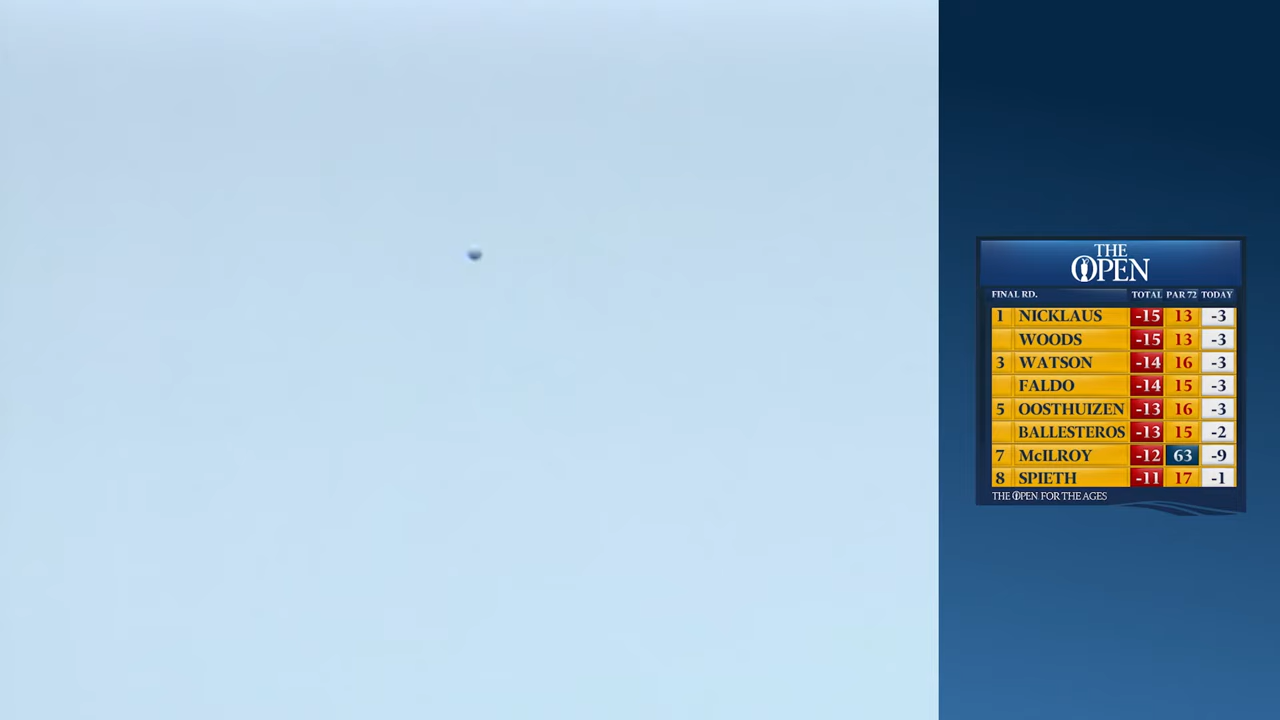 THE
OPEN
FINAL RD. TOTAL PAR 72 TODAY
1 NICKLAUS -15 13 -3
WOODS -15 13 -3
3 WATSON -14 16 -3
FALDO -14 15 -3
5 OOSTHUIZEN -13 16 -3
BALLESTEROS -13 15 -2
7 McILROY -12 63 -9
8 SPIETH -11 17 -1
THE OPEN FOR THE AGES